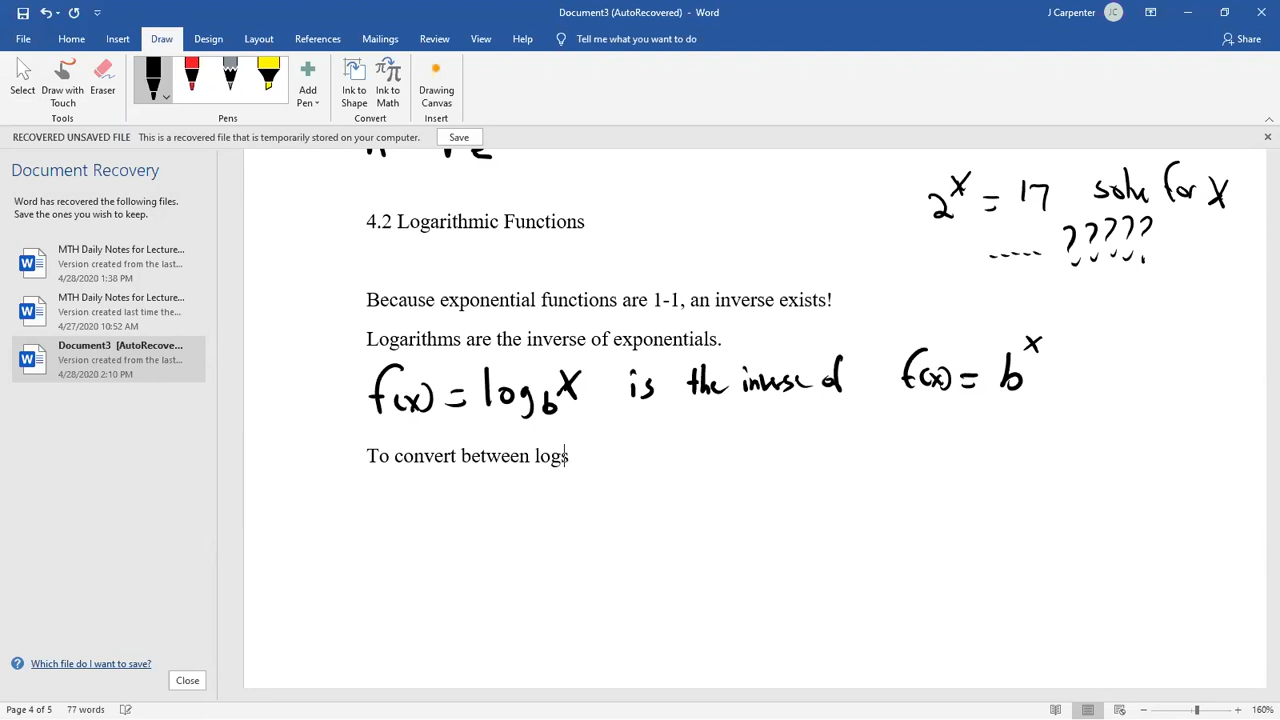 Document3 (AutoRecovered) - Word
J Carpenter JC
File Home Insert Draw Design Layout References Mailings Review View Help Tell me what you want to do Share
Select Draw with Touch Eraser
Add Pen
Ink to Shape Ink to Math
Drawing Canvas
Tools Pens Convert Insert
RECOVERED UNSAVED FILE This is a recovered file that is temporarily stored on your computer. Save
Document Recovery
Word has recovered the following files.
Save the ones you wish to keep.
MTH Daily Notes for Lecture...
Version created from the last...
4/28/2020 1:38 PM
MTH Daily Notes for Lecture...
Version created last time the...
4/27/2020 10:52 AM
Document3 [AutoRecove...
Version created from the last...
4/28/2020 2:10 PM
Which file do I want to save?
Close
2^x = 17 solve for x
?????
4.2 Logarithmic Functions
Because exponential functions are 1-1, an inverse exists!
Logarithms are the inverse of exponentials.
f(x) = log_b x is the inverse of f(x) = b^x
To convert between logs
Page 4 of 5 77 words
160%